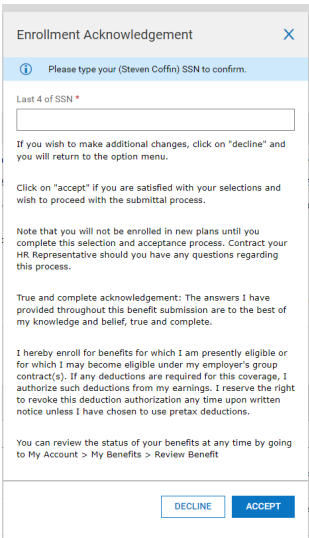 Enrollment Acknowledgement
Please type your (Steven Coffin) SSN to confirm.
Last 4 of SSN *
If you wish to make additional changes, click on "decline" and
you will return to the option menu.
Click on "accept" if you are satisfied with your selections and
wish to proceed with the submittal process.
Note that you will not be enrolled in new plans until you
complete this selection and acceptance process. Contract your
HR Representative should you have any questions regarding
this process.
True and complete acknowledgement: The answers I have
provided throughout this benefit submission are to the best of
my knowledge and belief, true and complete.
I hereby enroll for benefits for which I am presently eligible or
for which I may become eligible under my employer's group
contract(s). If any deductions are required for this coverage, I
authorize such deductions from my earnings. I reserve the right
to revoke this deduction authorization any time upon written
notice unless I have chosen to use pretax deductions.
You can review the status of your benefits at any time by going
to My Account > My Benefits > Review Benefit
DECLINE ACCEPT